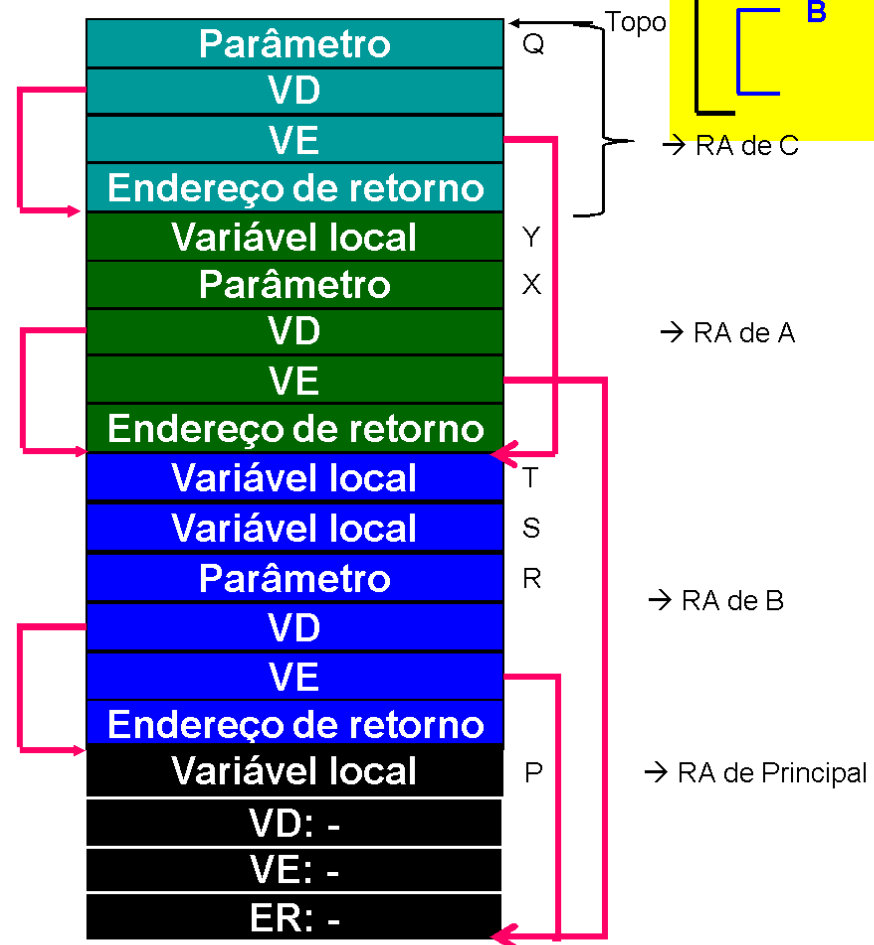 B
Topo
Parâmetro Q
VD
VE → RA de C
Endereço de retorno
Variável local Y
Parâmetro X
VD → RA de A
VE
Endereço de retorno
Variável local T
Variável local S
Parâmetro R
VD → RA de B
VE
Endereço de retorno
Variável local P → RA de Principal
VD: -
VE: -
ER: -